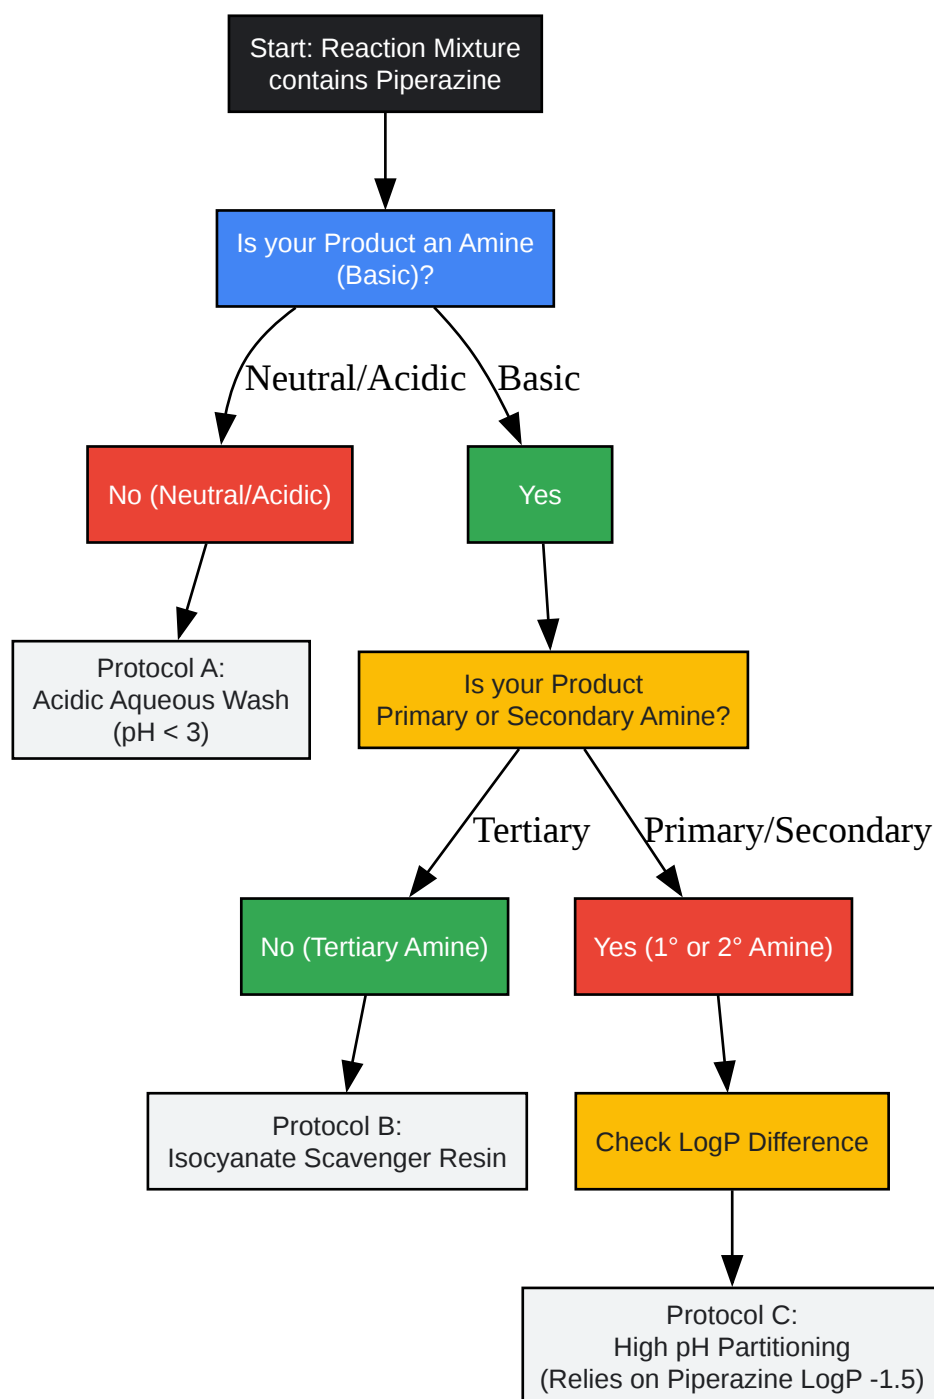 Start: Reaction Mixture
contains Piperazine
Is your Product an Amine
(Basic)?
Neutral/Acidic
Basic
No (Neutral/Acidic)
Yes
Protocol A:
Acidic Aqueous Wash
(pH < 3)
Is your Product
Primary or Secondary Amine?
Tertiary
Primary/Secondary
No (Tertiary Amine)
Yes (1° or 2° Amine)
Protocol B:
Isocyanate Scavenger Resin
Check LogP Difference
Protocol C:
High pH Partitioning
(Relies on Piperazine LogP -1.5)